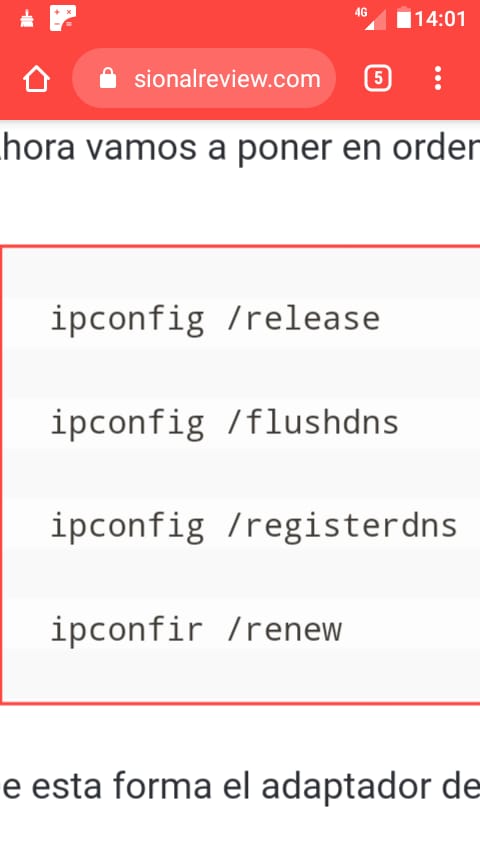 4G 14:01
sionalreview.com 5
hora vamos a poner en orden
ipconfig /release
ipconfig /flushdns
ipconfig /registerdns
ipconfir /renew
e esta forma el adaptador de